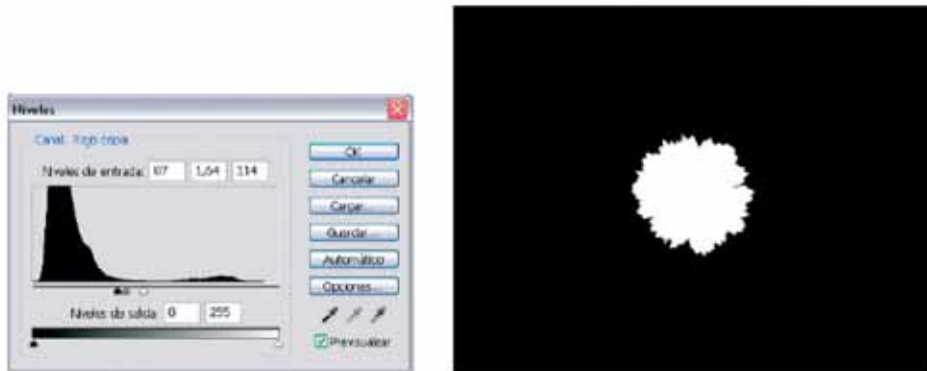 Niveles
Canal: Rojo copia
Niveles de entrada: 87 1,64 114
OK
Cancelar
Cargar...
Guardar...
Automático
Opciones...
Niveles de salida: 0 255
Previsualizar